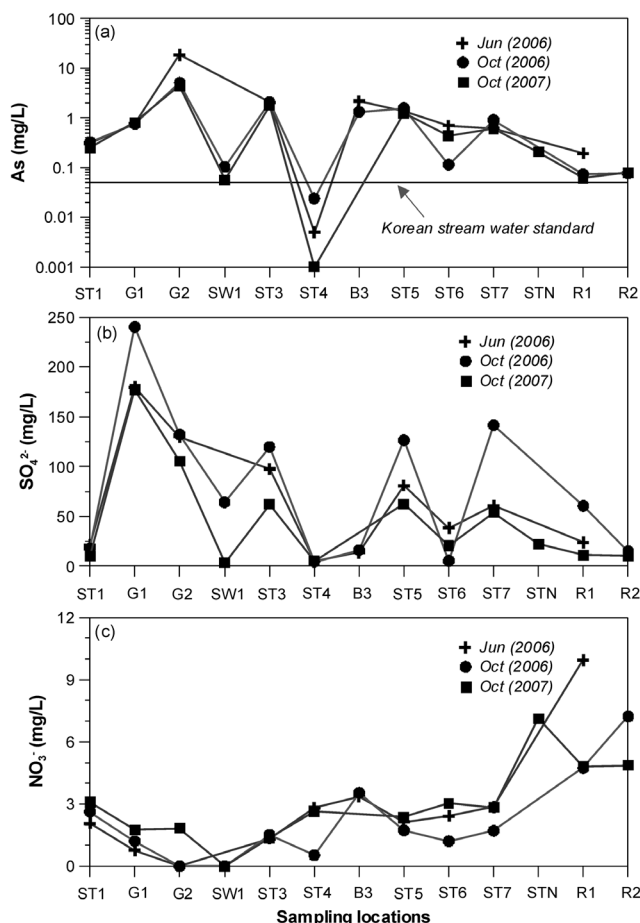 (a)
100
10
1
0.1
0.01
0.001
As (mg/L)
Jun (2006)
Oct (2006)
Oct (2007)
Korean stream water standard
ST1 G1 G2 SW1 ST3 ST4 B3 ST5 ST6 ST7 STN R1 R2
(b)
250
200
150
100
50
0
SO₄²⁻ (mg/L)
Jun (2006)
Oct (2006)
Oct (2007)
ST1 G1 G2 SW1 ST3 ST4 B3 ST5 ST6 ST7 STN R1 R2
(c)
12
9
6
3
0
NO₃⁻ (mg/L)
Jun (2006)
Oct (2006)
Oct (2007)
ST1 G1 G2 SW1 ST3 ST4 B3 ST5 ST6 ST7 STN R1 R2
Sampling locations